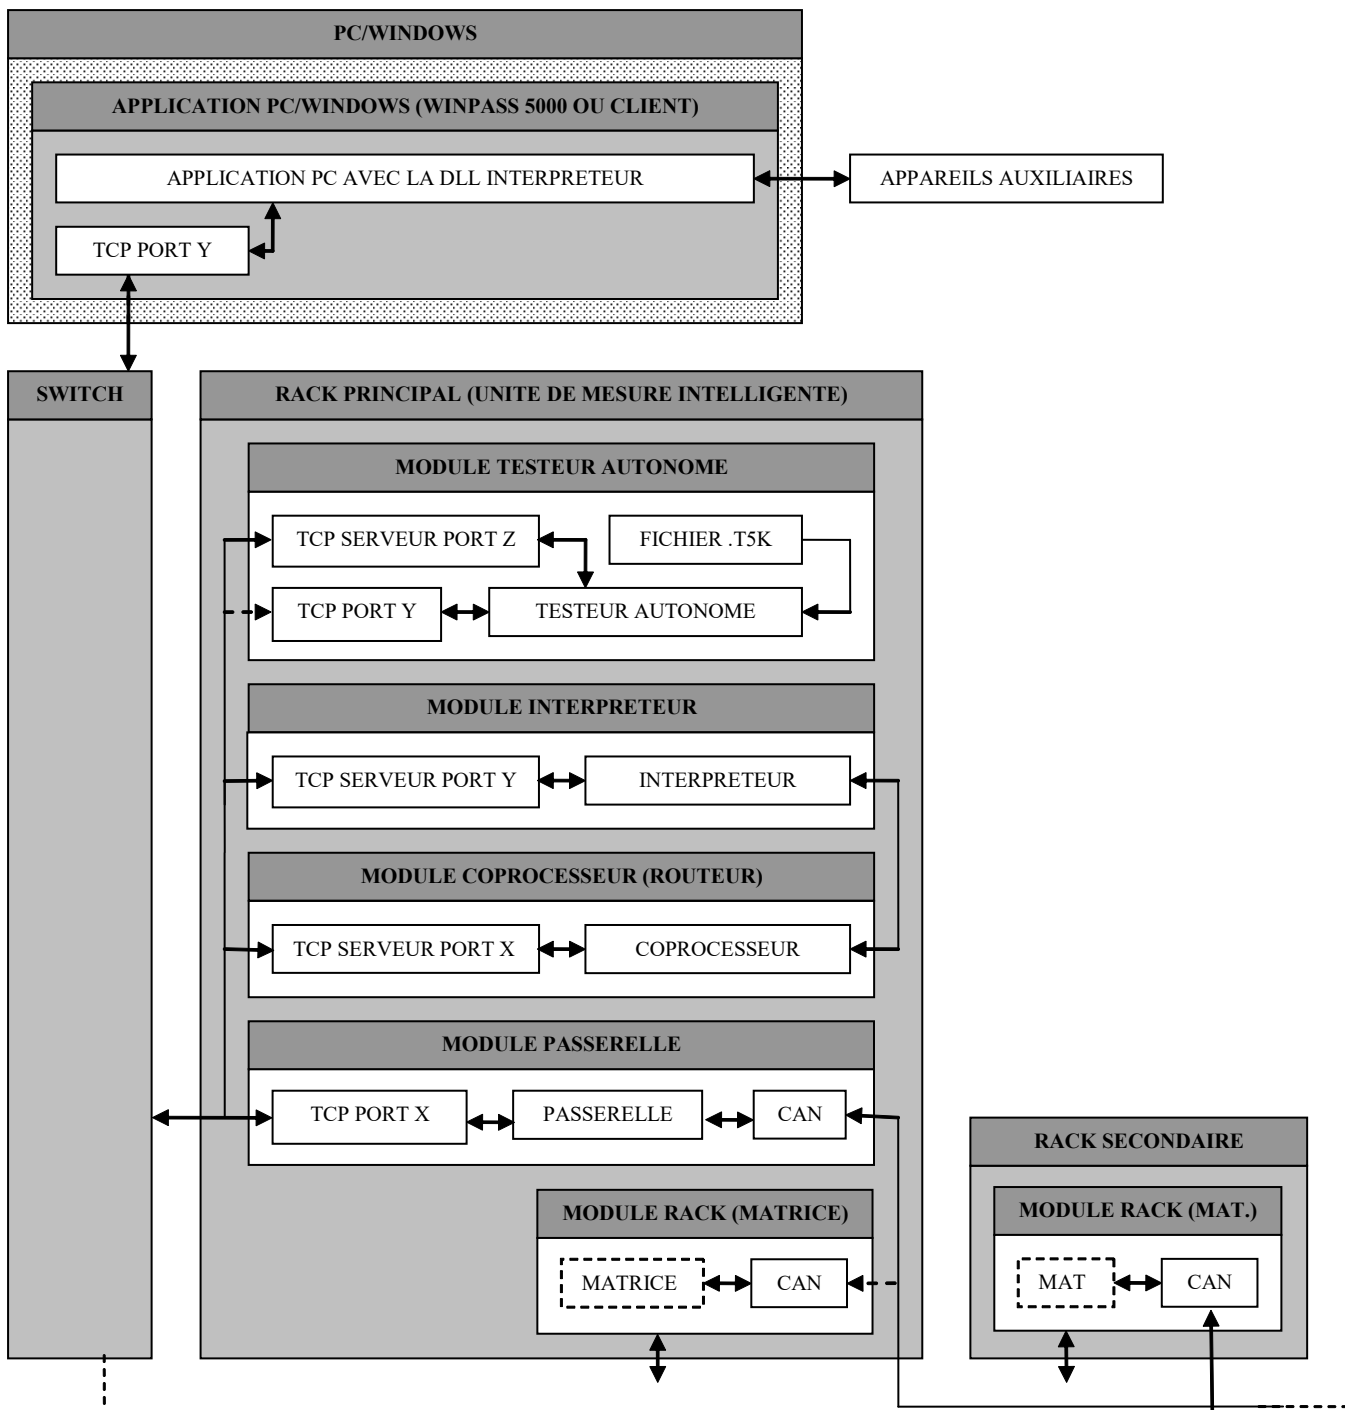 PC/WINDOWS
APPLICATION PC/WINDOWS (WINPASS 5000 OU CLIENT)
APPLICATION PC AVEC LA DLL INTERPRETEUR
APPAREILS AUXILIAIRES
TCP PORT Y
SWITCH
RACK PRINCIPAL (UNITE DE MESURE INTELLIGENTE)
MODULE TESTEUR AUTONOME
TCP SERVEUR PORT Z
FICHIER .T5K
TCP PORT Y
TESTEUR AUTONOME
MODULE INTERPRETEUR
TCP SERVEUR PORT Y
INTERPRETEUR
MODULE COPROCESSEUR (ROUTEUR)
TCP SERVEUR PORT X
COPROCESSEUR
MODULE PASSERELLE
TCP PORT X
PASSERELLE
CAN
RACK SECONDAIRE
MODULE RACK (MATRICE)
MODULE RACK (MAT.)
MATRICE
CAN
MAT
CAN